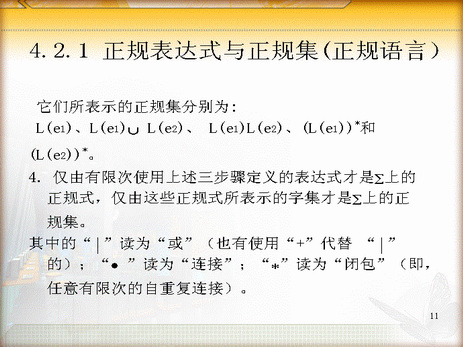 4.2.1 正规表达式与正规集(正规语言)
它们所表示的正规集分别为:
L(e1)、L(e1)∪ L(e2)、 L(e1)L(e2)、(L(e1))*和
(L(e2))*。
4. 仅由有限次使用上述三步骤定义的表达式才是∑上的
正规式，仅由这些正规式所表示的字集才是∑上的正
规集。
其中的“|”读为“或”（也有使用“+”代替 “|”
的）；“● ”读为“连接”；“*”读为“闭包”（即，
任意有限次的自重复连接）。
11